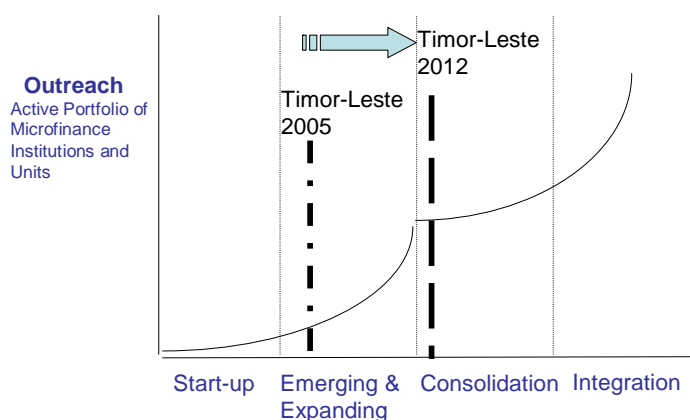 Outreach
Active Portfolio of
Microfinance
Institutions and
Units
Timor-Leste
2005
Timor-Leste
2012
Start-up
Emerging &
Expanding
Consolidation
Integration